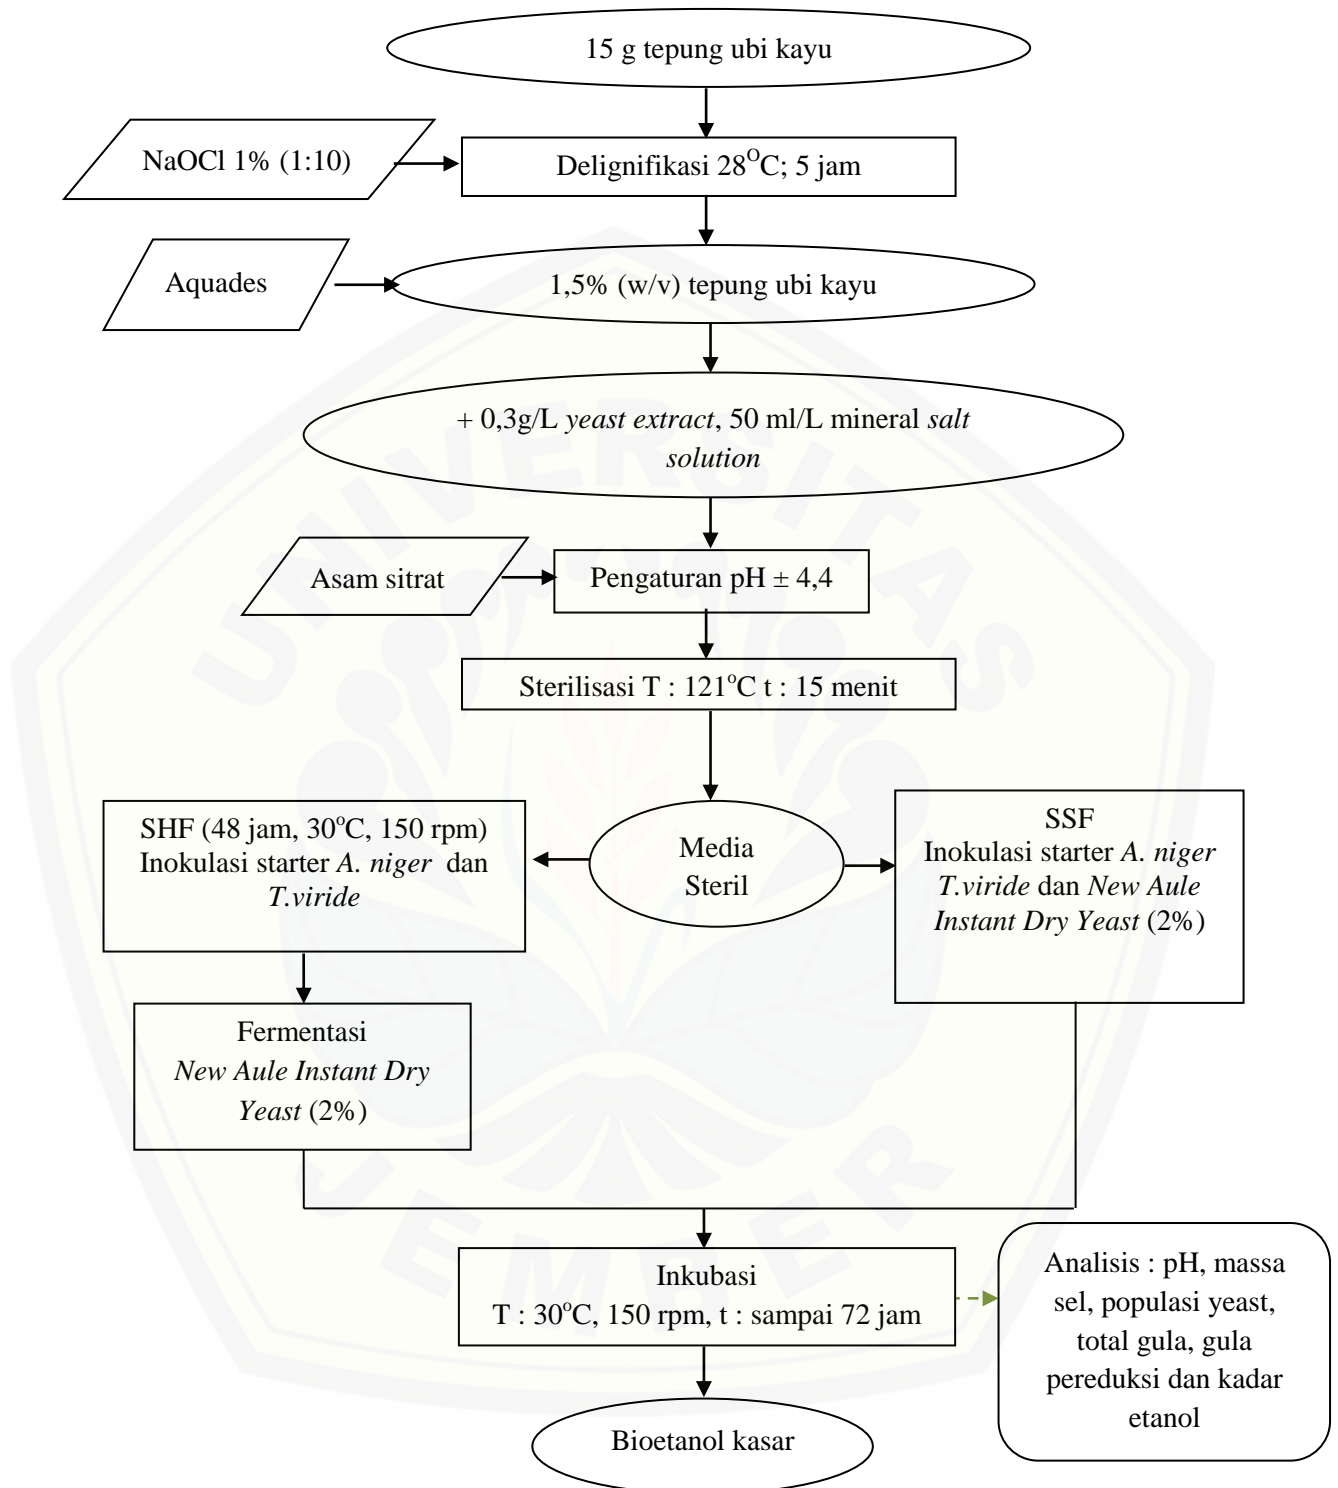 15 g tepung ubi kayu
NaOCl 1% (1:10)
Delignifikasi 28°C; 5 jam
Aquades
1,5% (w/v) tepung ubi kayu
+ 0,3g/L yeast extract, 50 ml/L mineral salt
solution
Asam sitrat
Pengaturan pH ± 4,4
Sterilisasi T : 121°C t : 15 menit
SHF (48 jam, 30°C, 150 rpm)
Inokulasi starter A. niger dan
T.viride
Media
Steril
SSF
Inokulasi starter A. niger
T.viride dan New Aule
Instant Dry Yeast (2%)
Fermentasi
New Aule Instant Dry
Yeast (2%)
Inkubasi
T : 30°C, 150 rpm, t : sampai 72 jam
Analisis : pH, massa
sel, populasi yeast,
total gula, gula
pereduksi dan kadar
etanol
Bioetanol kasar
UNIVERSITAS
JEMBER